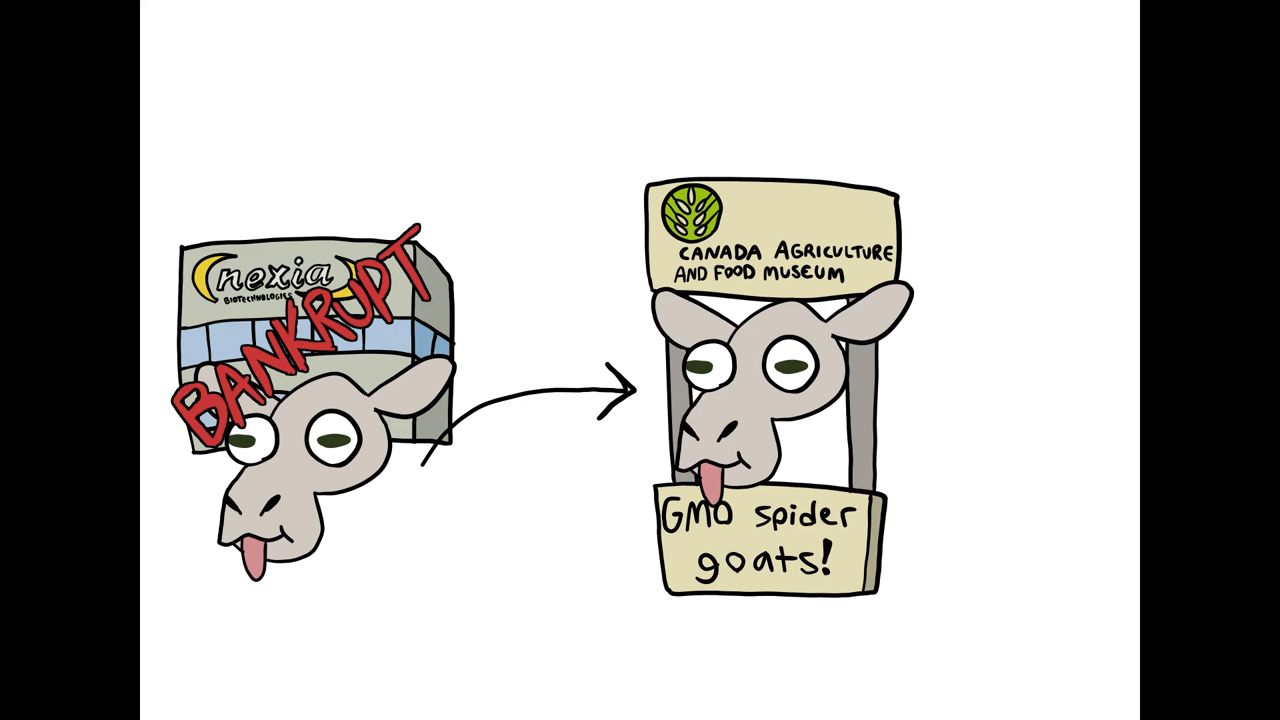 nexia
BIOTECHNOLOGIES
BANKRUPT
CANADA AGRICULTURE
AND FOOD MUSEUM
GMO spider
goats!